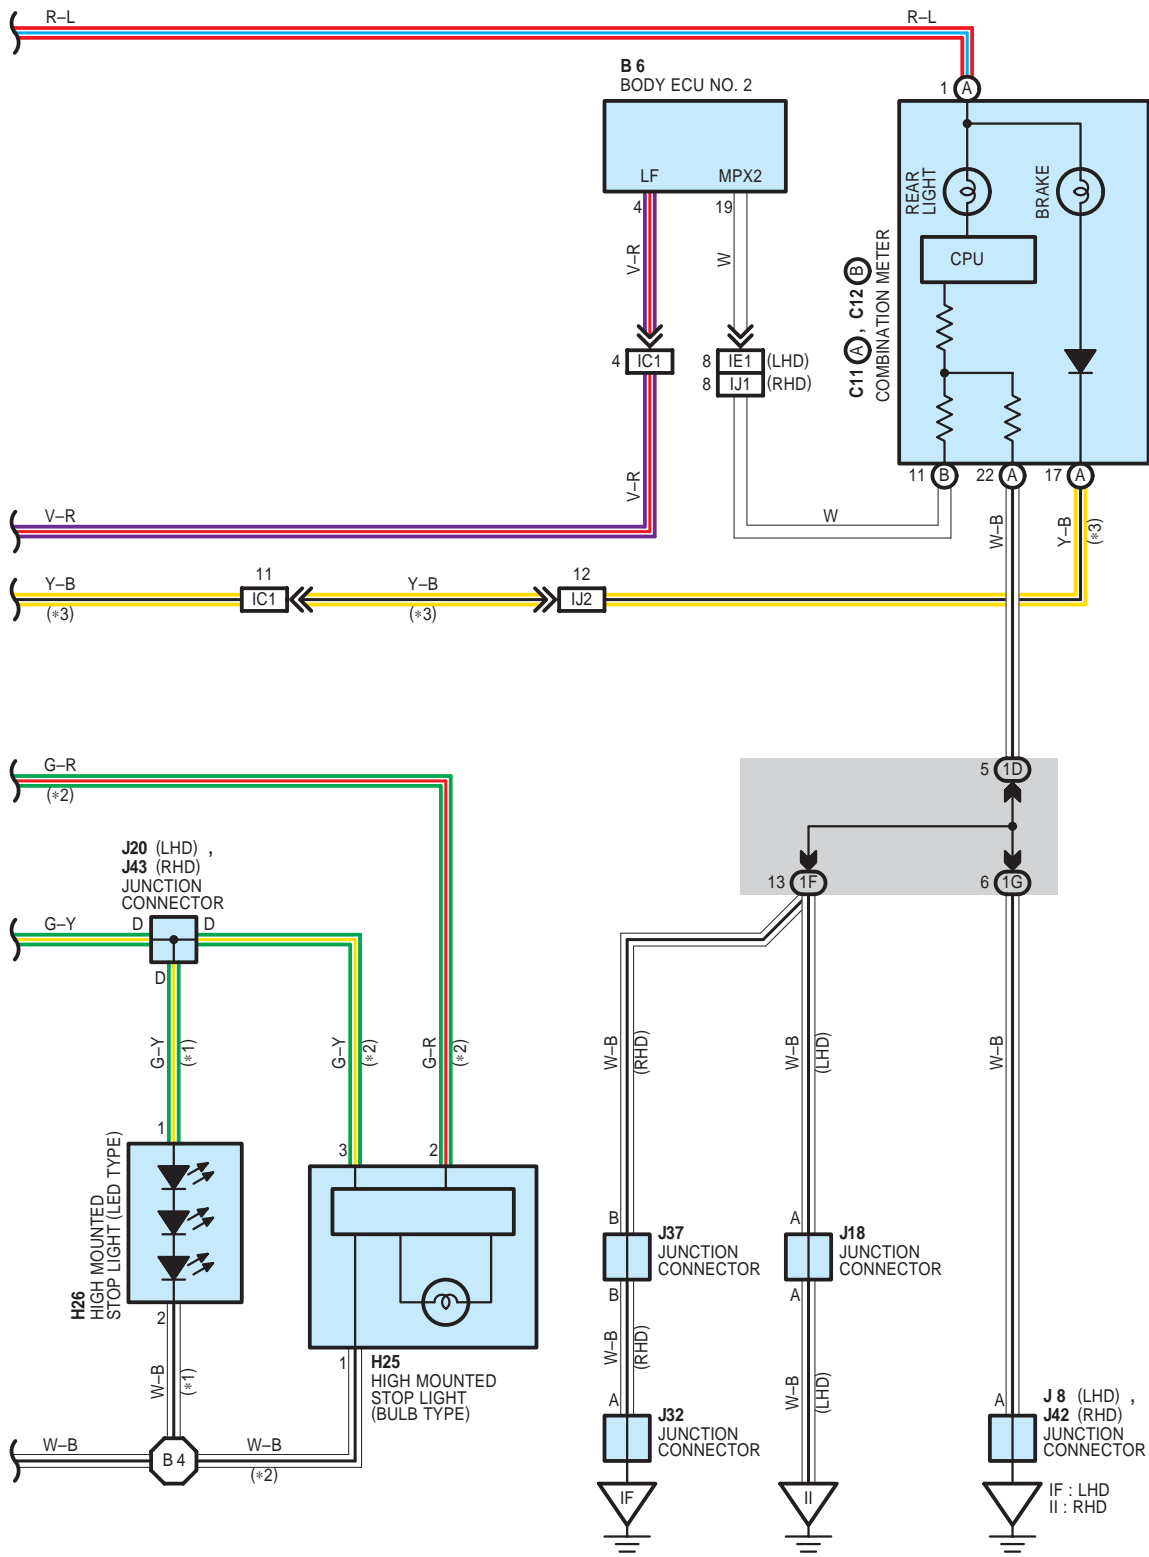 R–L
R–L
B 6
BODY ECU NO. 2
1
A
LF
MPX2
REAR
LIGHT
BRAKE
CPU
4
19
V–R
W
C11 A , C12 B
COMBINATION METER
4 IC1
8 IE1 (LHD)
8 IJ1 (RHD)
V–R
11 B
22 A
17 A
V–R
W
W–B
Y–B
(∗3)
Y–B
(∗3)
11
IC1
Y–B
(∗3)
12
IJ2
G–R
(∗2)
5 1D
J20 (LHD) ,
J43 (RHD)
JUNCTION
CONNECTOR
13 1F
6 1G
G–Y
D
D
D
G–Y
(∗1)
G–Y
(∗2)
G–R
(∗2)
W–B
(RHD)
W–B
(LHD)
W–B
1
3
2
H26
HIGH MOUNTED
STOP LIGHT (LED TYPE)
2
B
J37
JUNCTION
CONNECTOR
B
A
J18
JUNCTION
CONNECTOR
A
W–B
(∗1)
1
H25
HIGH MOUNTED
STOP LIGHT
(BULB TYPE)
W–B
(RHD)
W–B
(LHD)
A
J32
JUNCTION
CONNECTOR
A
J 8 (LHD) ,
J42 (RHD)
JUNCTION
CONNECTOR
W–B
B 4
W–B
(∗2)
IF
II
IF : LHD
II : RHD